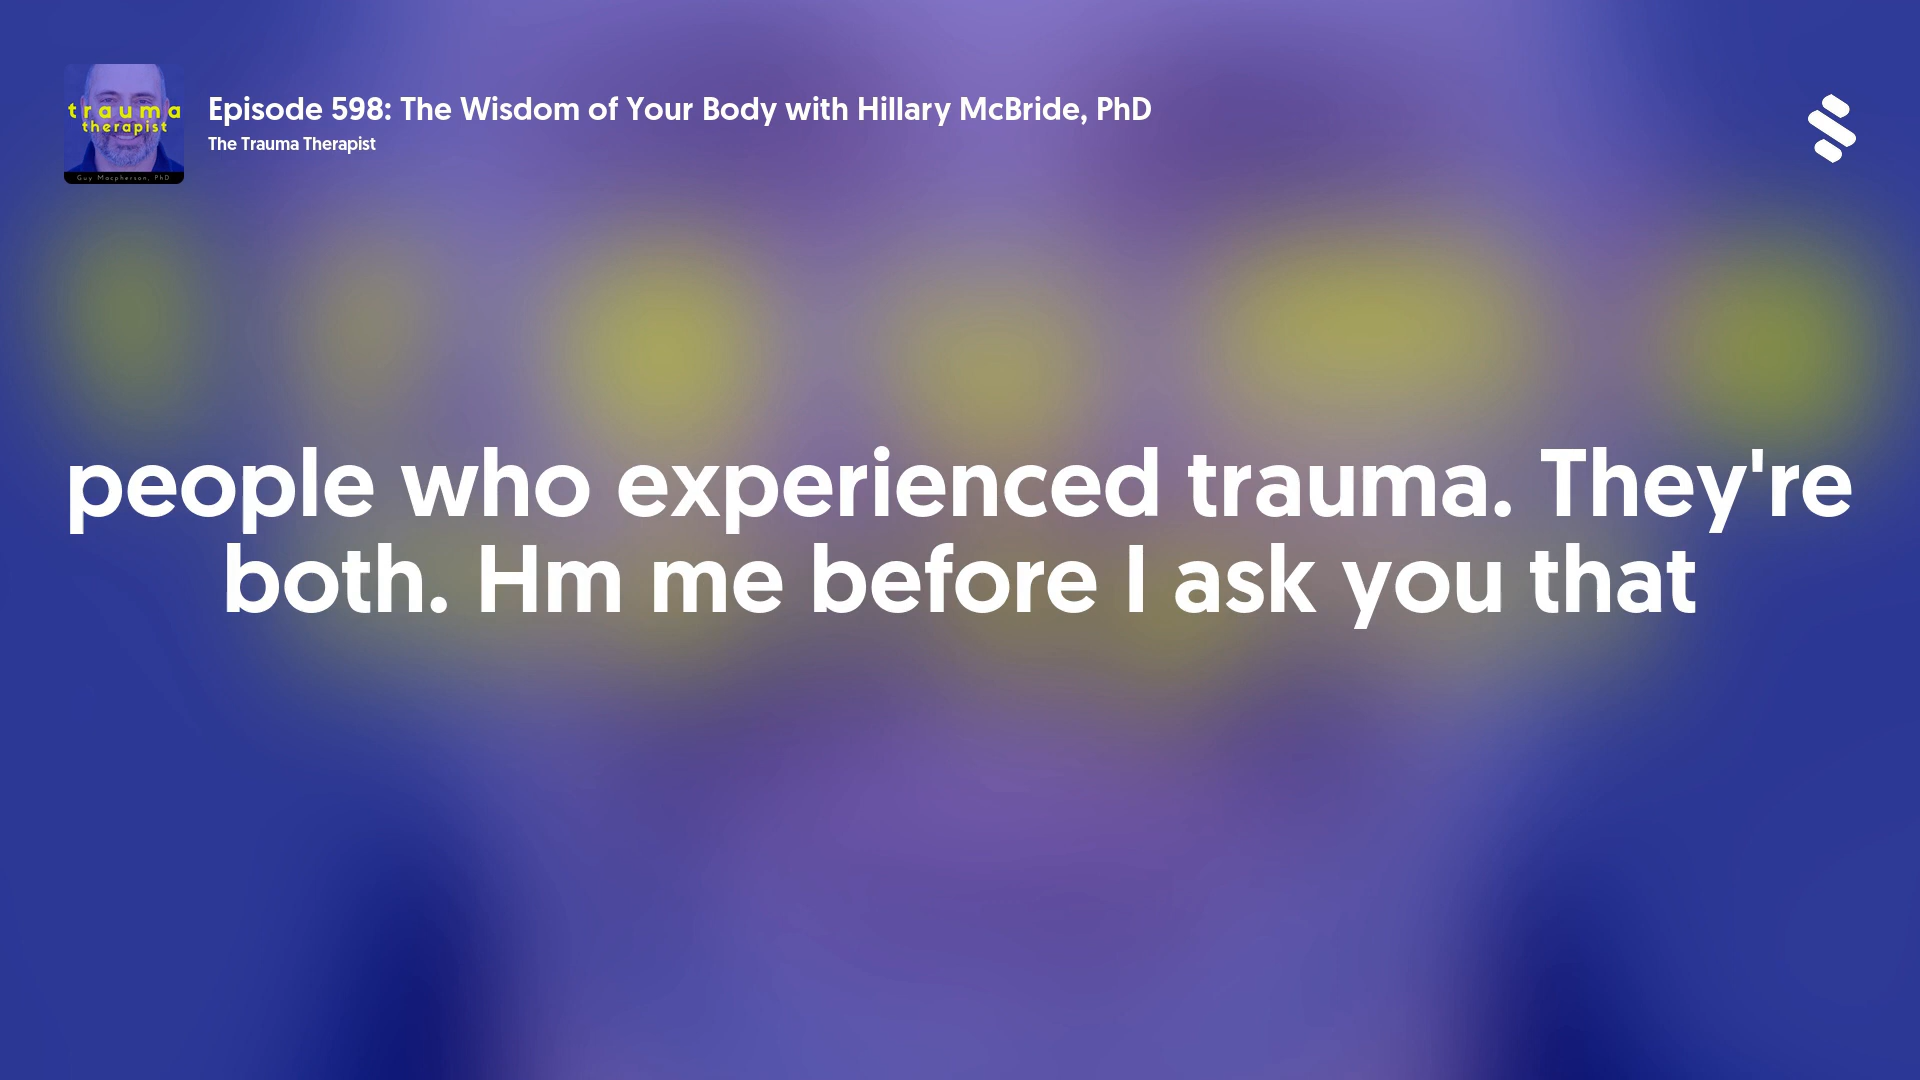 trauma
therapist
Guy Macpherson, PhD
Episode 598: The Wisdom of Your Body with Hillary McBride, PhD
The Trauma Therapist
people who experienced trauma. They're
both. Hm me before I ask you that